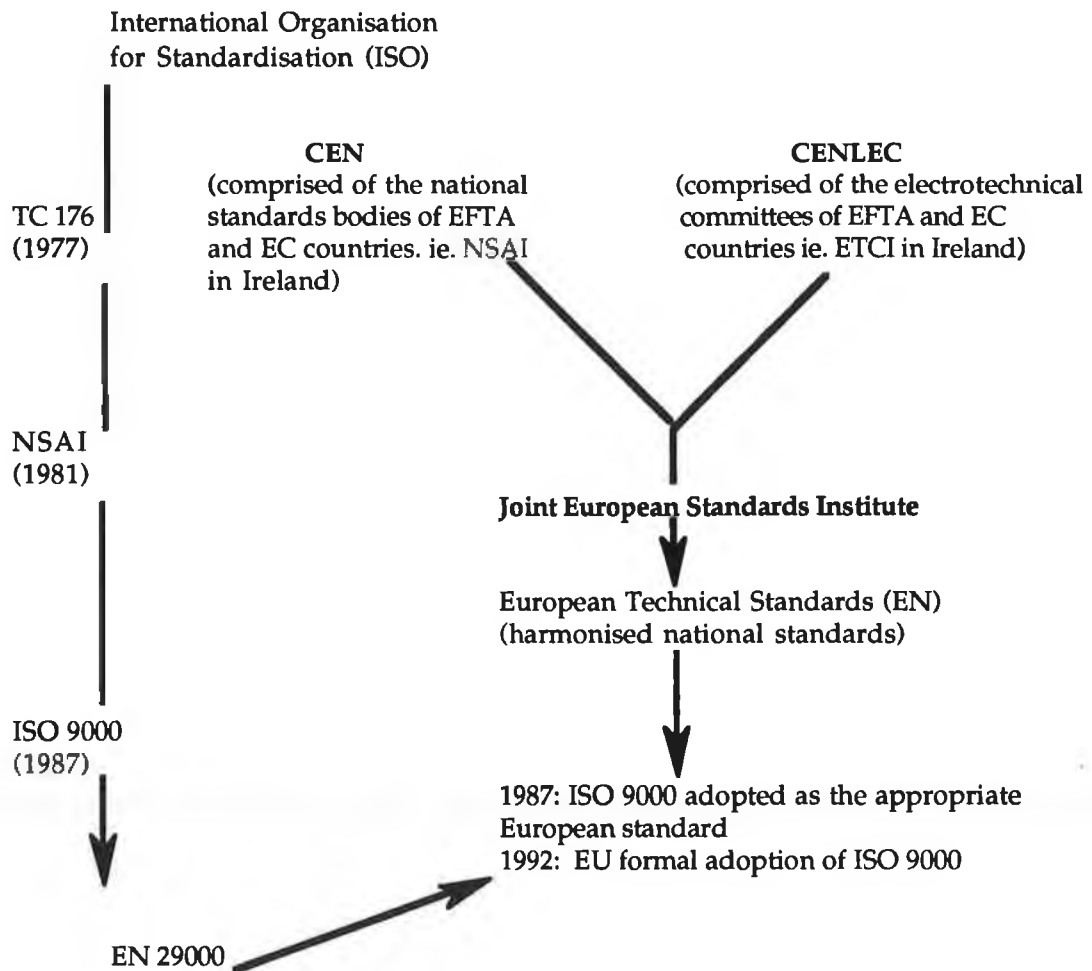 International Organisation
for Standardisation (ISO)
CEN
(comprised of the national
standards bodies of EFTA
and EC countries. ie. NSAI
in Ireland)
CENLEC
(comprised of the electrotechnical
committees of EFTA and EC
countries ie. ETCI in Ireland)
TC 176
(1977)
NSAI
(1981)
Joint European Standards Institute
European Technical Standards (EN)
(harmonised national standards)
ISO 9000
(1987)
1987: ISO 9000 adopted as the appropriate
European standard
1992: EU formal adoption of ISO 9000
EN 29000